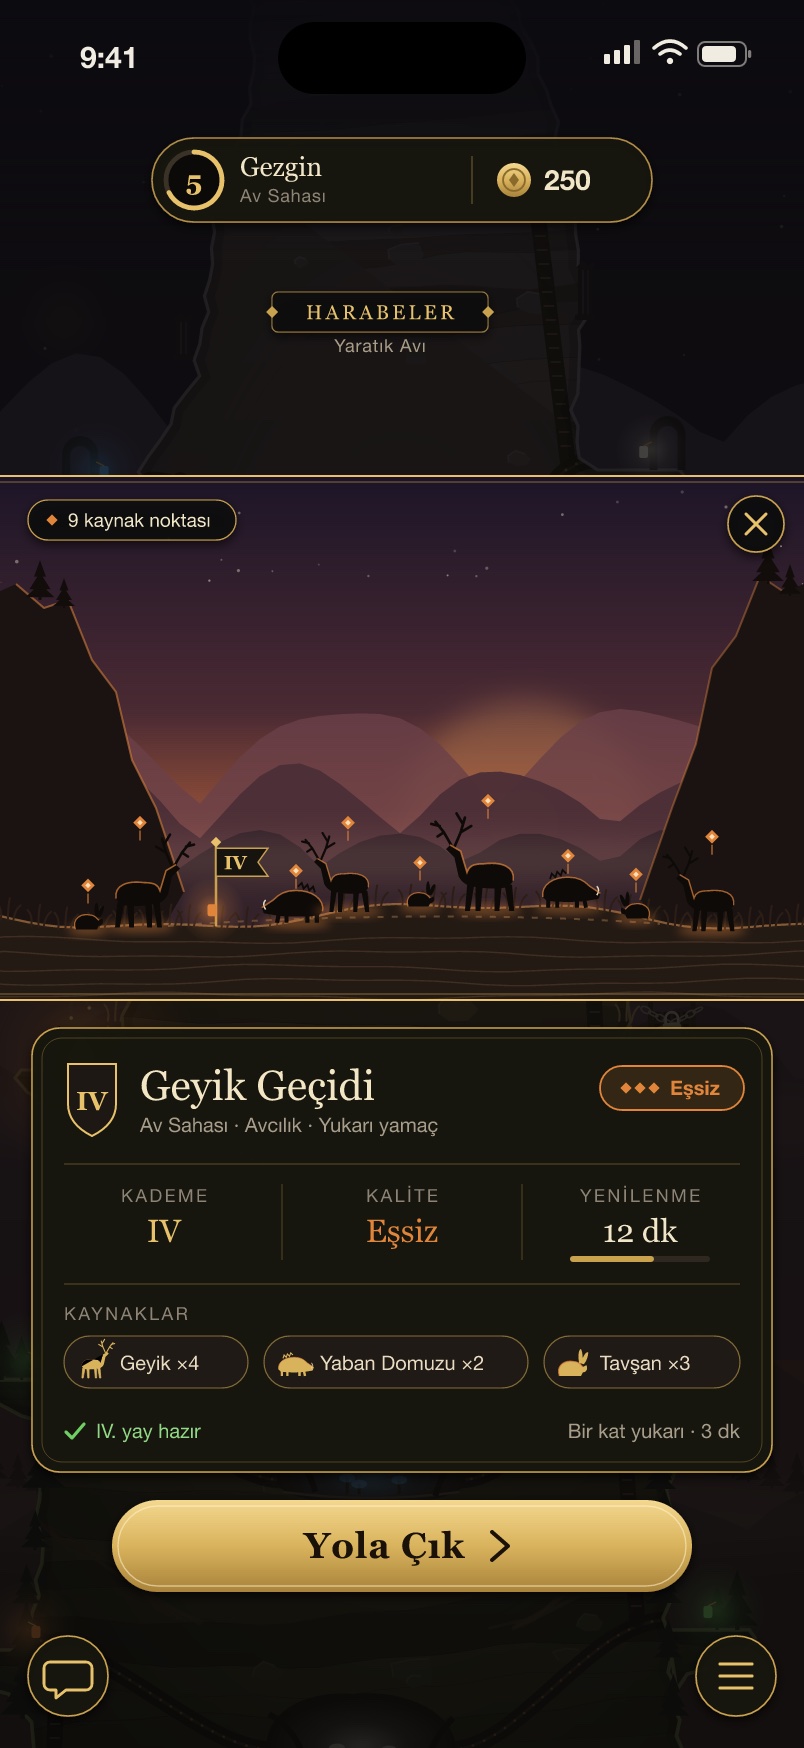 9:41
5
Gezgin
Av Sahası
250
HARABELER
Yaratık Avı
9 kaynak noktası
IV
IV
Geyik Geçidi
Av Sahası · Avcılık · Yukarı yamaç
Eşsiz
KADEME
IV
KALİTE
Eşsiz
YENİLENME
12 dk
KAYNAKLAR
Geyik ×4
Yaban Domuzu ×2
Tavşan ×3
IV. yay hazır
Bir kat yukarı · 3 dk
Yola Çık